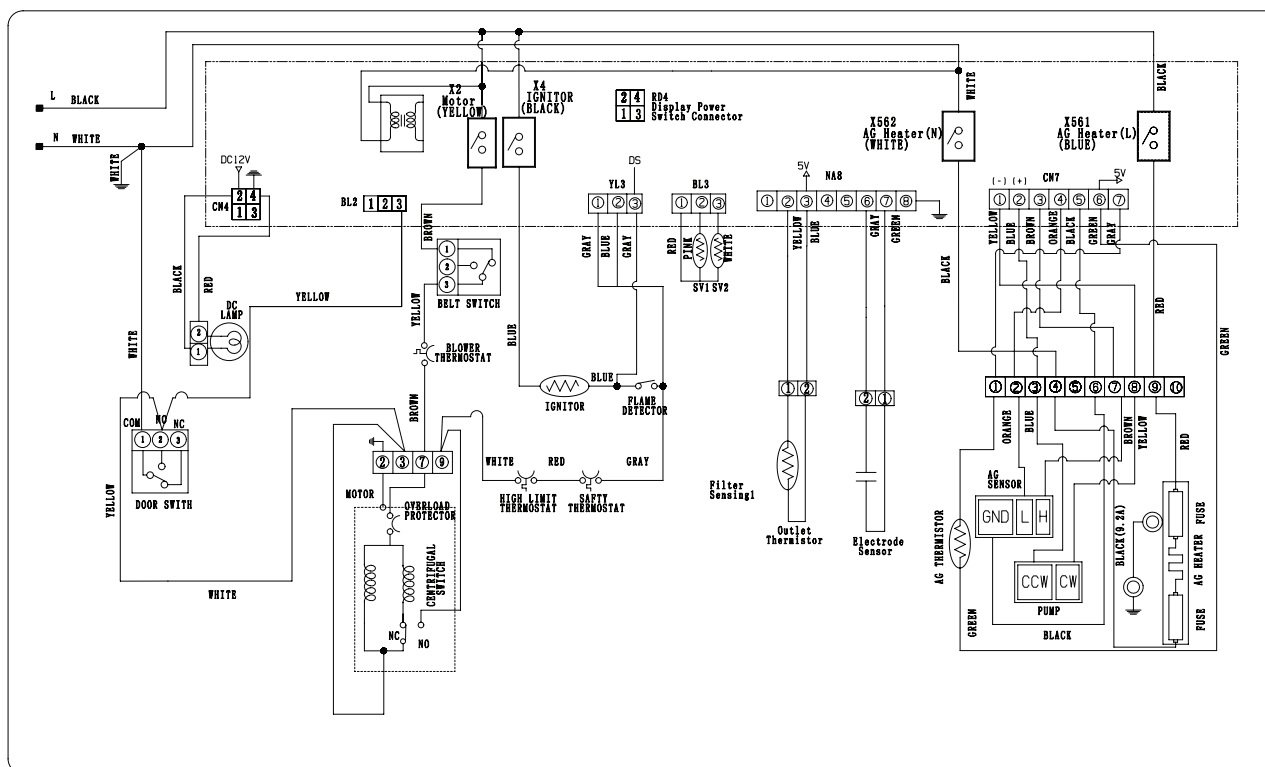 L BLACK
N WHITE
WHITE
X2
Motor
(YELLOW)
X4
IGNITOR
(BLACK)
2 4
1 3
RD4
Display Power
Switch Connector
WHITE
BLACK
X562
AG Heater(N)
(WHITE)
X561
AG Heater(L)
(BLUE)
DC12V
CN4
2 4
1 3
BL2
1 2 3
DS
YL3
1 2 3
BL3
1 2 3
5V
NA8
1 2 3 4 5 6 7 8
(-) (+)
CN7
5V
1 2 3 4 5 6 7
BROWN
GRAY
BLUE
GRAY
RED
PINK
WHITE
SV1 SV2
YELLOW
BLUE
GRAY
GREEN
BLACK
YELLOW
BLUE
BROWN
ORANGE
BLACK
GREEN
GRAY
RED
GREEN
BLACK
RED
DC
LAMP
2
1
YELLOW
1
2
3
BELT SWITCH
YELLOW
BLOWER
THERMOSTAT
BLUE
WHITE
BROWN
IGNITOR
BLUE
FLAME
DETECTOR
1 2
2 1
1 2 3 4 5 6 7 8 9 10
COM
NO
NC
1 2 3
DOOR SWITH
YELLOW
WHITE
2 3 7 9
MOTOR
OVERLOAD
PROTECTOR
CENTRIFUGAL
SWITCH
NC
NO
WHITE
RED
GRAY
HIGH LIMIT
THERMOSTAT
SAFTY
THERMOSTAT
Filter
Sensing1
Outlet
Thermistor
Electrode
Sensor
ORANGE
BLUE
BROWN
YELLOW
RED
AG
SENSOR
GND L H
AG THERMISTOR
GREEN
CCW CW
PUMP
BLACK
BLACK(9.2A)
FUSE
AG HEATER
FUSE